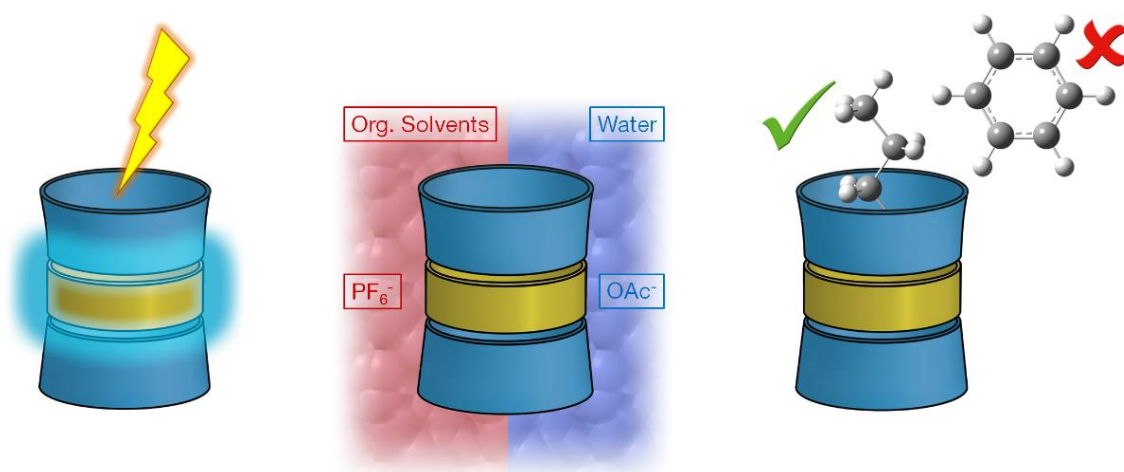 Org. Solvents
Water
PF6-
OAc-